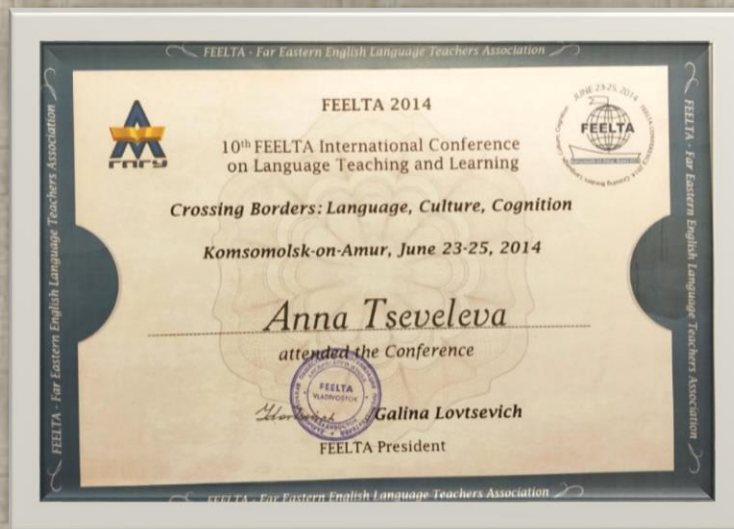 FEELTA - Far Eastern English Language Teachers Association
FEELTA - Far Eastern English Language Teachers Association
FEELTA - Far Eastern English Language Teachers Association
FEELTA 2014
10th FEELTA International Conference
on Language Teaching and Learning
Crossing Borders: Language, Culture, Cognition
Komsomolsk-on-Amur, June 23-25, 2014
Anna Tseveleva
attended the Conference
Galina Lovtsevich
FEELTA President
АмГПГУ
JUNE 23-25, 2014
FEELTA
FEELTA
VLADIVOSTOK
FEELTA - Far Eastern English Language Teachers Association